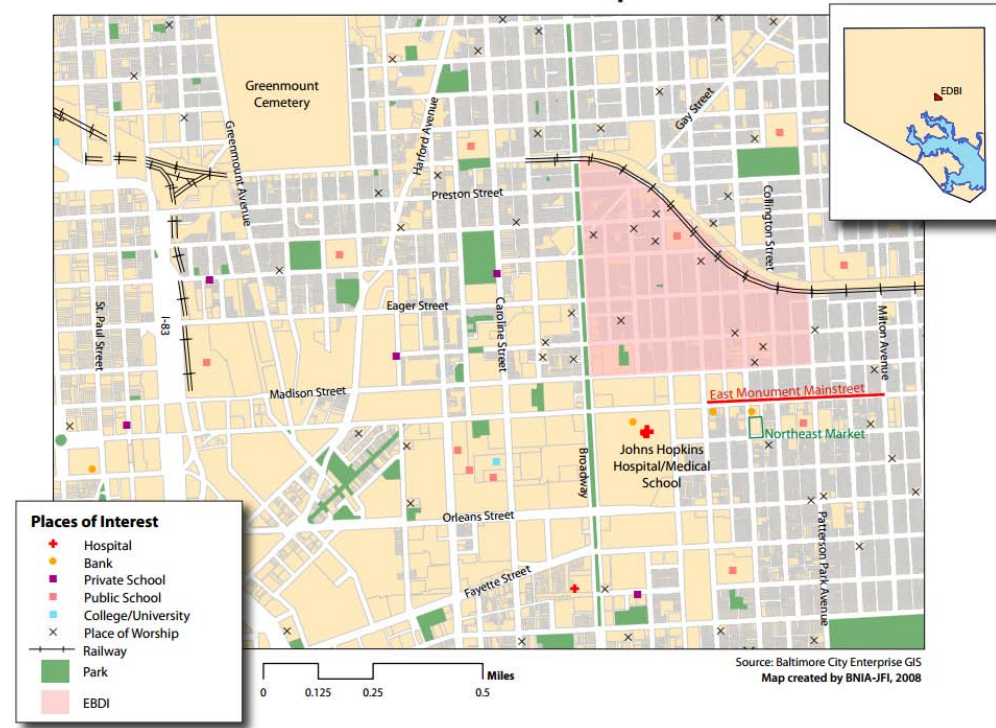 EDBI
Greenmount
Cemetery
Greenmount Avenue
Harford Avenue
Gay Street
Preston Street
Collington Street
St. Paul Street
I-83
Eager Street
Caroline Street
Milton Avenue
Madison Street
East Monument Mainstreet
Northeast Market
Johns Hopkins
Hospital/Medical
School
Broadway
Orleans Street
Patterson Park Avenue
Fayette Street
Places of Interest
Hospital
Bank
Private School
Public School
College/University
Place of Worship
Railway
Park
EBDI
Miles
0 0.125 0.25 0.5
Source: Baltimore City Enterprise GIS
Map created by BNIA-JFI, 2008